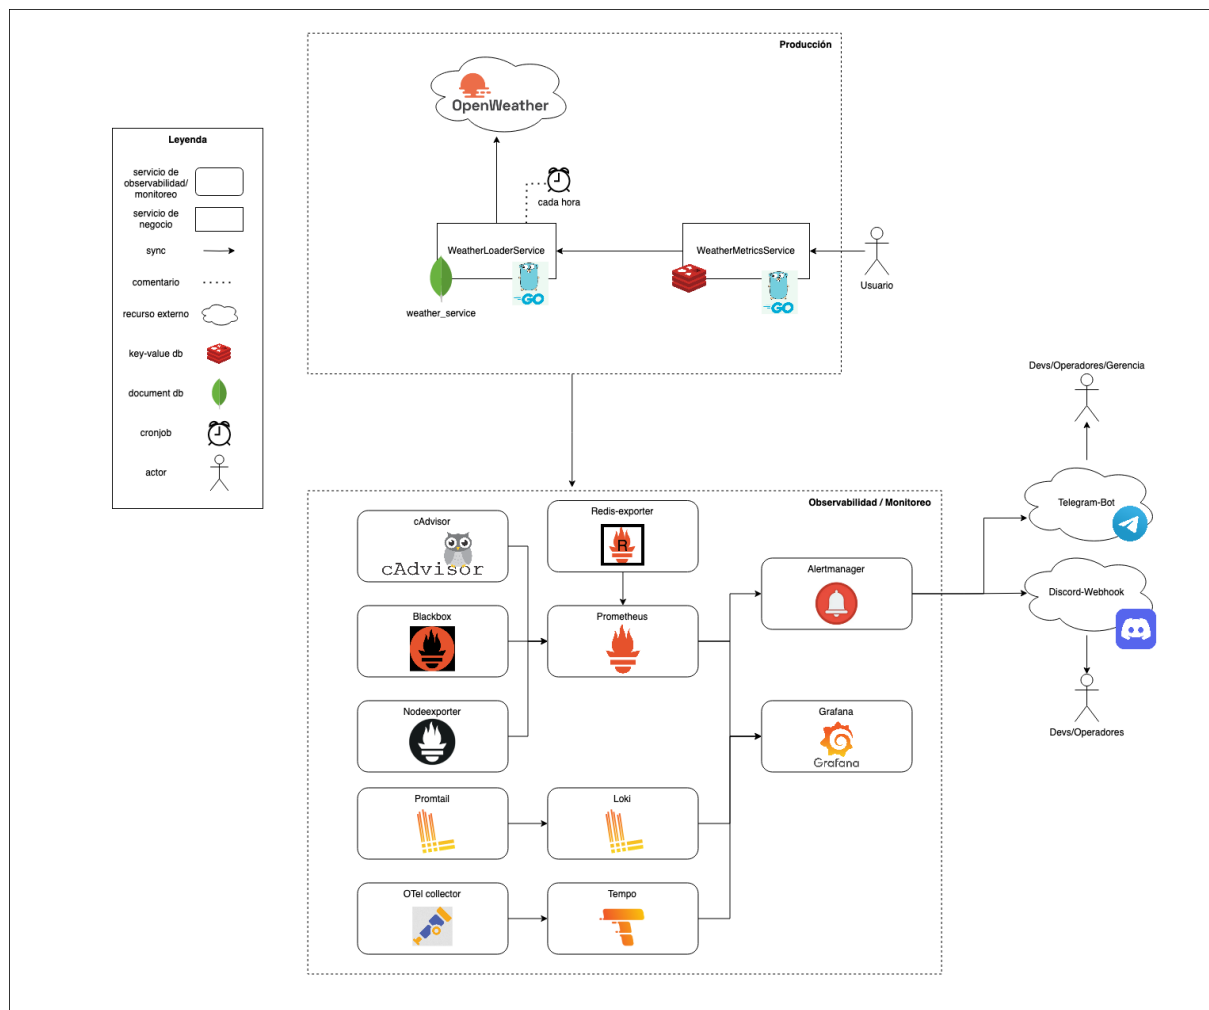 Producción
OpenWeather
cada hora
WeatherLoaderService
WeatherMetricsService
GO
GO
weather_service
Usuario
Leyenda
servicio de
observabilidad/
monitoreo
servicio de
negocio
sync
comentario
recurso externo
key-value db
document db
cronjob
actor
Observabilidad / Monitoreo
cAdvisor
cAdvisor
Redis-exporter
R
Blackbox
Prometheus
Nodeexporter
Promtail
Loki
OTel collector
Tempo
Alertmanager
Grafana
Grafana
Devs/Operadores/Gerencia
Telegram-Bot
Discord-Webhook
Devs/Operadores